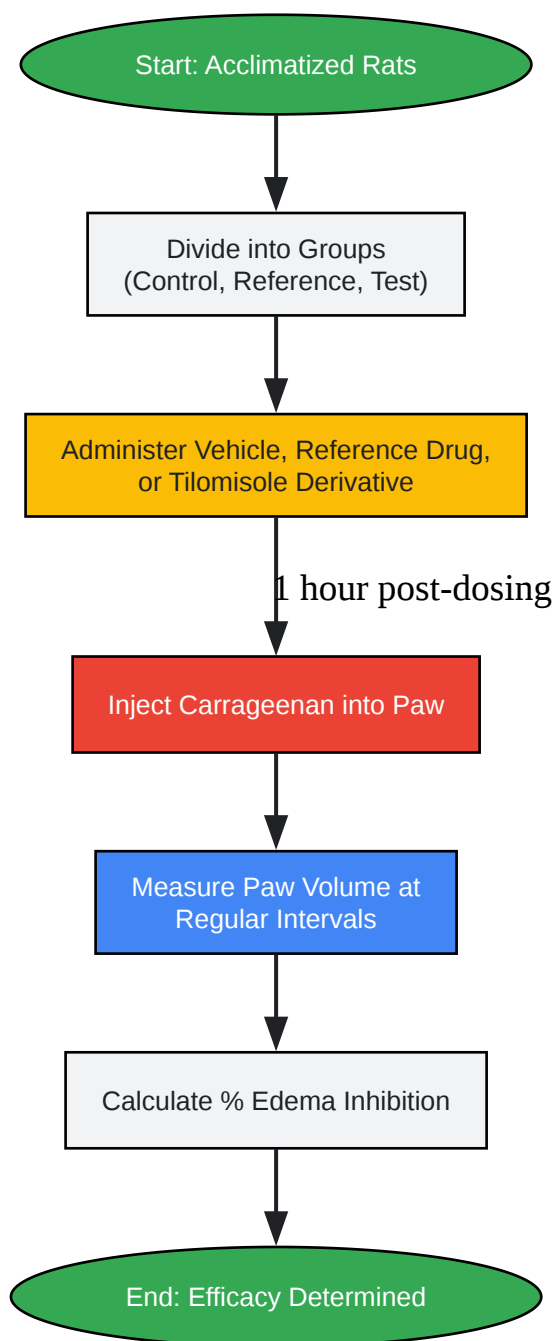 Start: Acclimatized Rats
Divide into Groups
(Control, Reference, Test)
Administer Vehicle, Reference Drug,
or Tilomisole Derivative
1 hour post-dosing
Inject Carrageenan into Paw
Measure Paw Volume at
Regular Intervals
Calculate % Edema Inhibition
End: Efficacy Determined